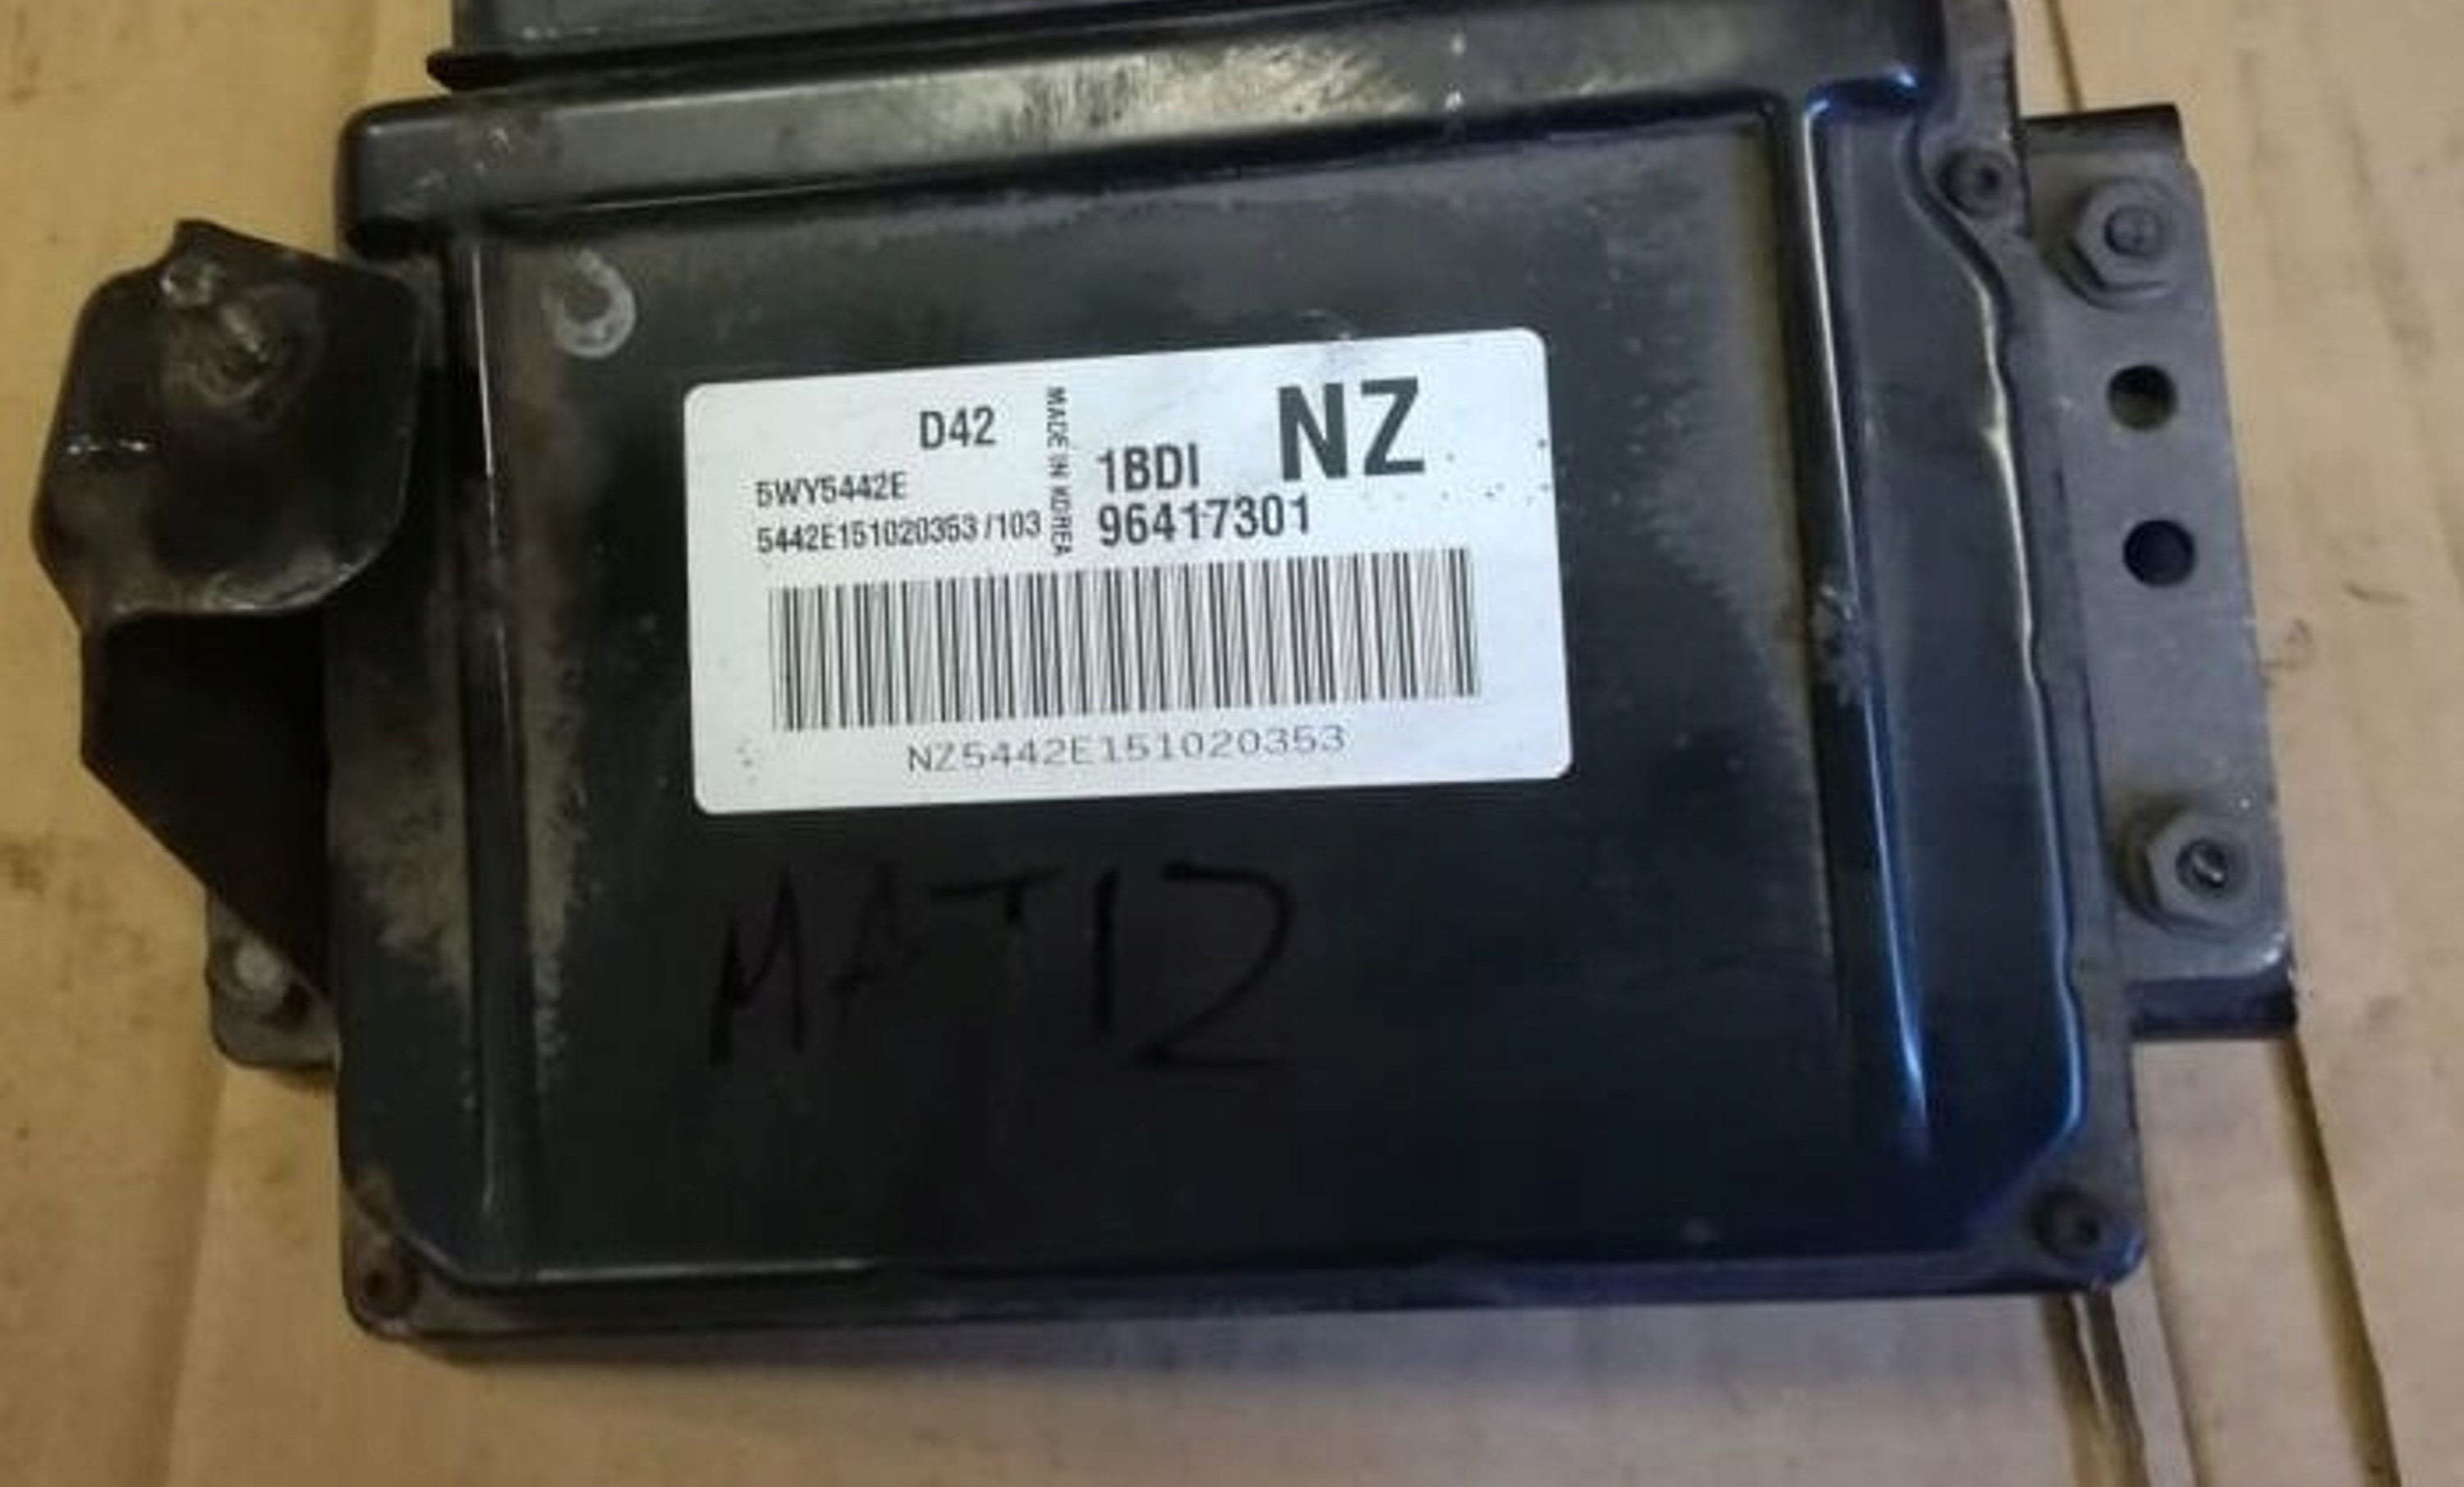 D42
5WY5442E
5442E151020353 /103
MADE IN KOREA
1BDI
NZ
96417301
NZ5442E151020353
MATIZ